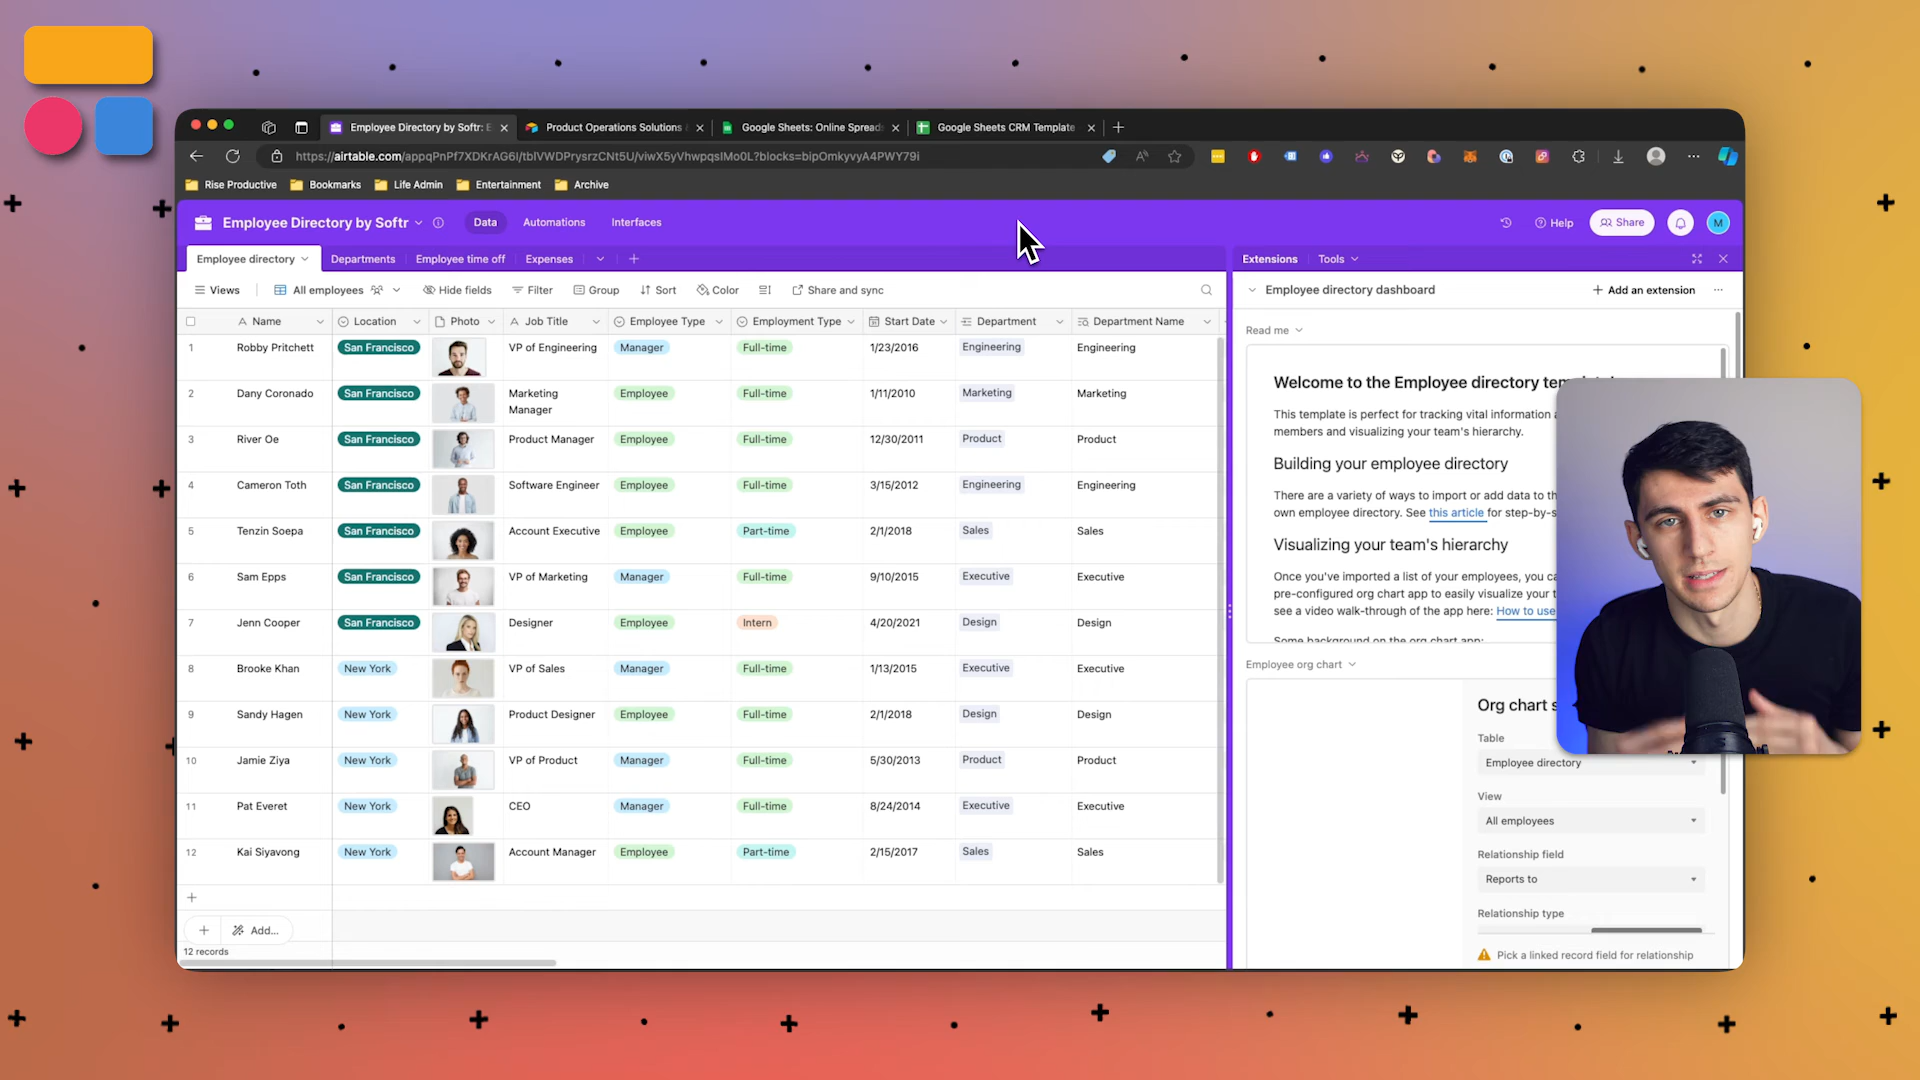 Employee Directory by Softr: E
Product Operations Solutions
Google Sheets: Online Spreads
Google Sheets CRM Template
https://airtable.com/appqPnPf7XDKrAG6I/tblVWDPrysrzCNt5U/viwX5yVhwpqsIMo0L?blocks=bipOmkyvyA4PWY79i
Rise Productive
Bookmarks
Life Admin
Entertainment
Archive
Employee Directory by Softr
Data
Automations
Interfaces
Help
Share
M
Employee directory
Departments
Employee time off
Expenses
Extensions
Tools
Views
All employees
Hide fields
Filter
Group
Sort
Color
Share and sync
Employee directory dashboard
Add an extension
Name Location Photo Job Title Employee Type Employment Type Start Date Department Department Name
1 Robby Pritchett San Francisco VP of Engineering Manager Full-time 1/23/2016 Engineering Engineering
2 Dany Coronado San Francisco Marketing Manager Employee Full-time 1/11/2010 Marketing Marketing
3 River Oe San Francisco Product Manager Employee Full-time 12/30/2011 Product Product
4 Cameron Toth San Francisco Software Engineer Employee Full-time 3/15/2012 Engineering Engineering
5 Tenzin Soepa San Francisco Account Executive Employee Part-time 2/1/2018 Sales Sales
6 Sam Epps San Francisco VP of Marketing Manager Full-time 9/10/2015 Executive Executive
7 Jenn Cooper San Francisco Designer Employee Intern 4/20/2021 Design Design
8 Brooke Khan New York VP of Sales Manager Full-time 1/13/2015 Executive Executive
9 Sandy Hagen New York Product Designer Employee Full-time 2/1/2018 Design Design
10 Jamie Ziya New York VP of Product Manager Full-time 5/30/2013 Product Product
11 Pat Everet New York CEO Manager Full-time 8/24/2014 Executive Executive
12 Kai Siyavong New York Account Manager Employee Part-time 2/15/2017 Sales Sales
Add...
12 records
Read me
Welcome to the Employee directory
This template is perfect for tracking vital information
members and visualizing your team's hierarchy.
Building your employee directory
There are a variety of ways to import or add data to
own employee directory. See this article for step-by-s
Visualizing your team's hierarchy
Once you've imported a list of your employees, you ca
pre-configured org chart app to easily visualize your
see a video walk-through of the app here: How to use
Some background on the org chart app:
Employee org chart
Org chart s
Table
Employee directory
View
All employees
Relationship field
Reports to
Relationship type
Pick a linked record field for relationship